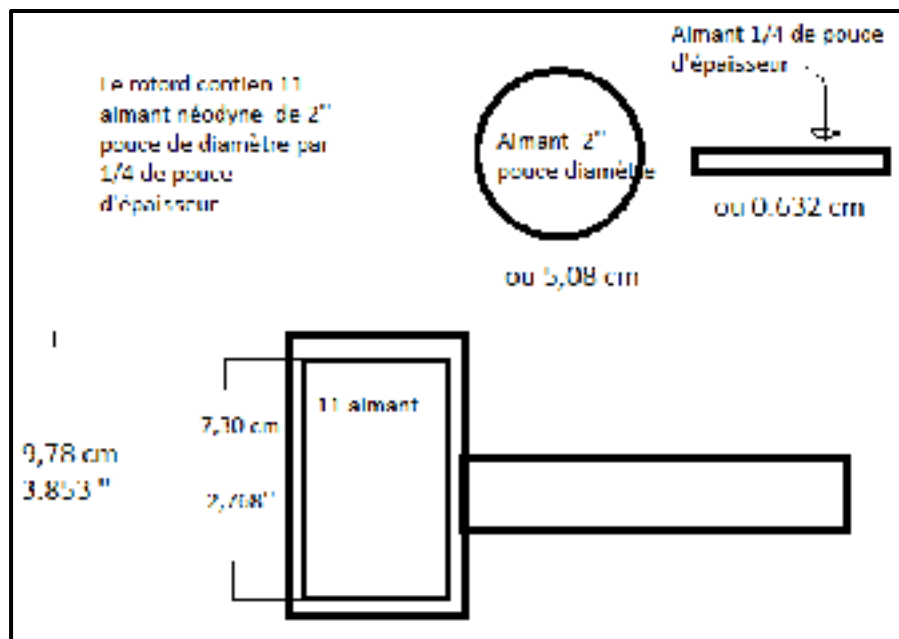 Le rotord contien 11
aimant néodyne de 2"
pouce de diamètre par
1/4 de pouce
d'épaisseur
Aimant 2"
pouce diamètre
ou 5,08 cm
Aimant 1/4 de pouce
d'épaisseur
ou 0.632 cm
11 aimant
7,30 cm
2,768"
9,78 cm
3.853 "